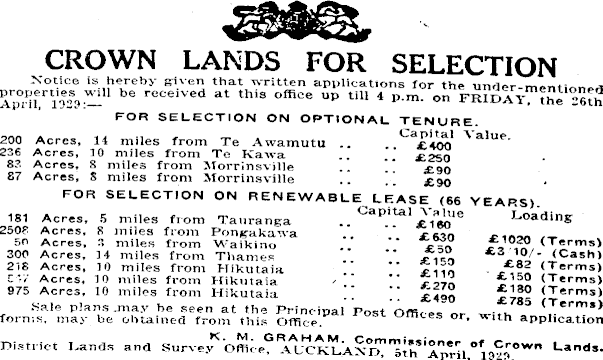 CROWN LANDS FOR SELECTION
Notice is hereby given that written applications for the under-mentioned
properties will be received at this office up till 4 p.m. on FRIDAY, the 26th
April, 1929:—
FOR SELECTION ON OPTIONAL TENURE.
Capital Value.
200 Acres, 14 miles from Te Awamutu .. .. £400
236 Acres, 10 miles from Te Kawa .. .. £250
83 Acres, 8 miles from Morrinsville .. .. £90
87 Acres, 8 miles from Morrinsville .. .. £90
FOR SELECTION ON RENEWABLE LEASE (66 YEARS).
Capital Value Loading
181 Acres, 5 miles from Tauranga .. .. £160
2508 Acres, 8 miles from Pongakawa .. .. £630 £1020 (Terms)
50 Acres, 3 miles from Waikino .. .. £50 £3 10/- (Cash)
300 Acres, 14 miles from Thames .. .. £150 £82 (Terms)
218 Acres, 10 miles from Hikutaia .. .. £110 £150 (Terms)
Acres, 10 miles from Hikutaia .. .. £270 £180 (Terms)
975 Acres, 10 miles from Hikutaia .. .. £490 £785 (Terms)
Sale plans may be seen at the Principal Post Offices or, with application
forms, may be obtained from this Office.
K. M. GRAHAM. Commissioner of Crown Lands.
District Lands and Survey Office, AUCKLAND, 5th April, 1929.